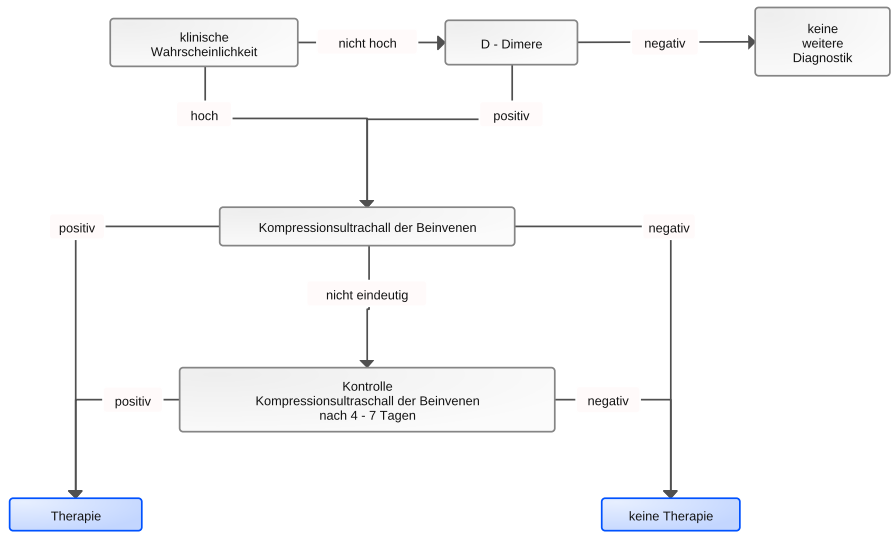 klinische
Wahrscheinlichkeit
nicht hoch
D - Dimere
negativ
keine
weitere
Diagnostik
hoch
positiv
positiv
Kompressionsultrachall der Beinvenen
negativ
nicht eindeutig
positiv
Kontrolle
Kompressionsultraschall der Beinvenen
nach 4 - 7 Tagen
negativ
Therapie
keine Therapie